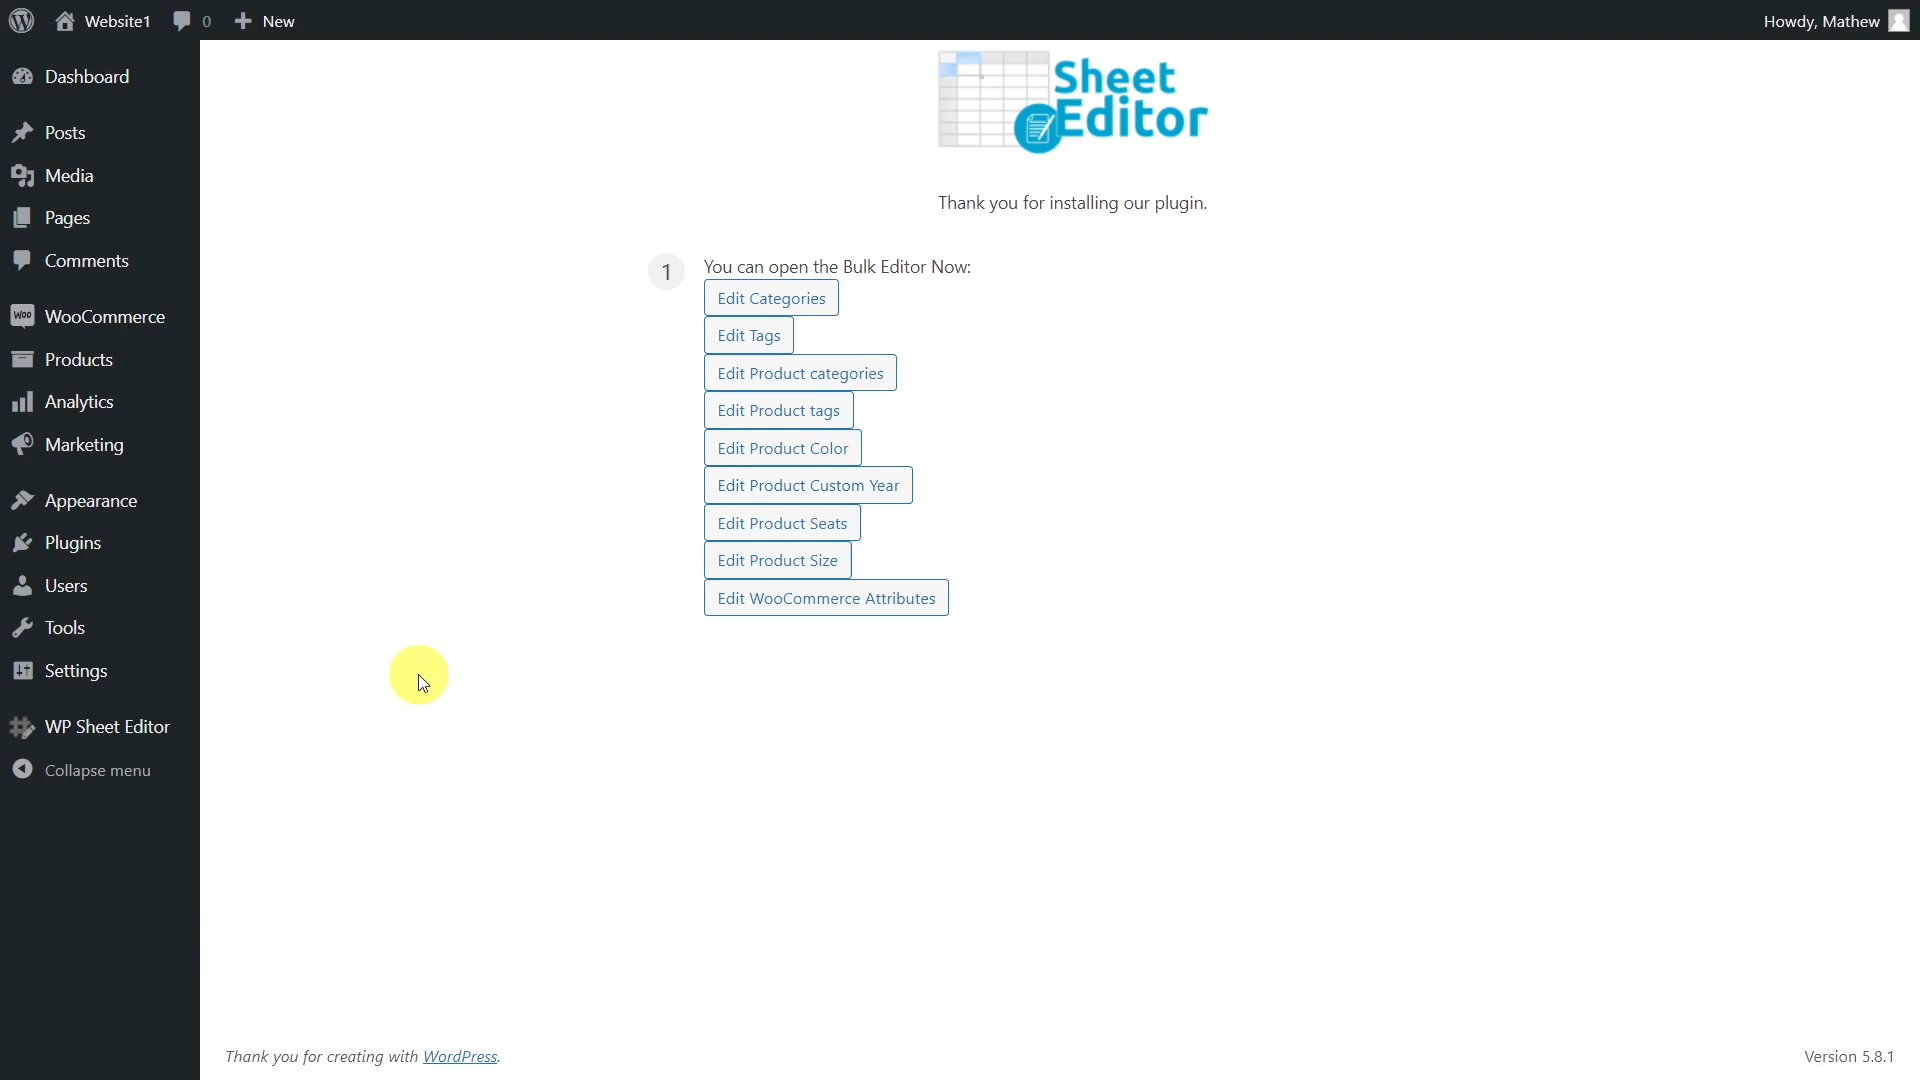 Website1
0
New
Howdy, Mathew
Dashboard
Posts
Media
Pages
Comments
Woo
WooCommerce
Products
Analytics
Marketing
Appearance
Plugins
Users
Tools
Settings
WP Sheet Editor
Collapse menu
Sheet
Editor
Thank you for installing our plugin.
1
You can open the Bulk Editor Now:
Edit Categories
Edit Tags
Edit Product categories
Edit Product tags
Edit Product Color
Edit Product Custom Year
Edit Product Seats
Edit Product Size
Edit WooCommerce Attributes
Thank you for creating with WordPress.
Version 5.8.1